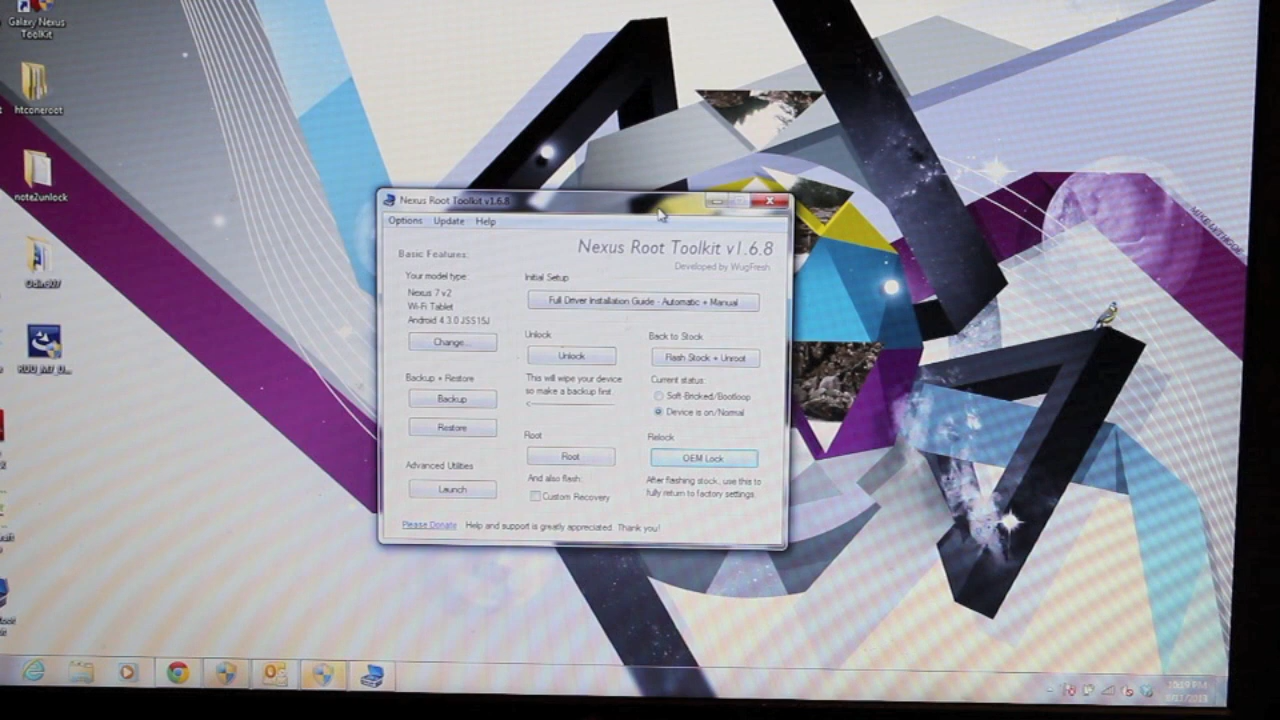 Galaxy Nexus
ToolKit
htconeroot
note2unlock
Nexus Root Toolkit v1.6.8
Options Update Help
Nexus Root Toolkit v1.6.8
Developed by WugFresh
Basic Features:
Your model type:
Nexus 7 v2
Wi-Fi Tablet
Android 4.3.0 JSS15J
Change...
Backup + Restore
Backup
Restore
Advanced Utilities
Launch
Initial Setup
Full Driver Installation Guide - Automatic + Manual
Unlock
Unlock
This will wipe your device
so make a backup first.
Root
Root
And also flash:
Custom Recovery
Back to Stock
Flash Stock + Unroot
Current status:
Soft-Bricked/Bootloop
Device is on/Normal
Relock
OEM Lock
After flashing stock, use this to
fully return to factory settings.
Please Donate Help and support is greatly appreciated. Thank you!
10:19 PM